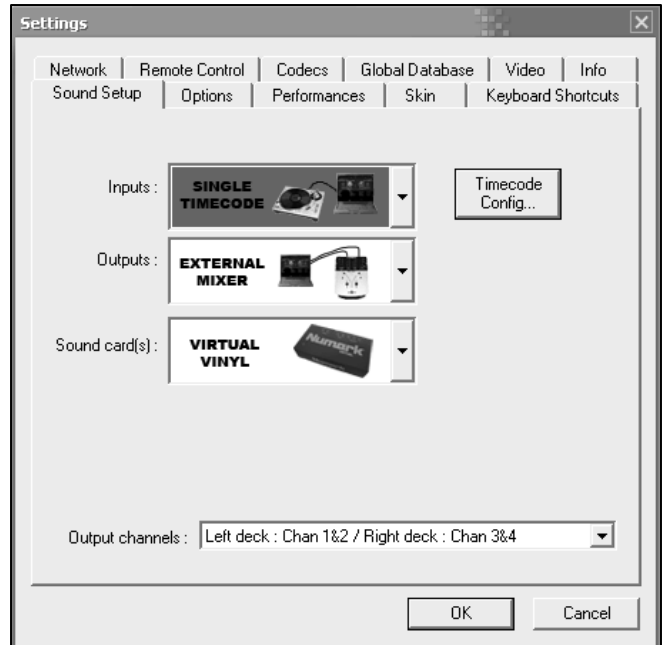 Settings
Network Remote Control Codecs Global Database Video Info
Sound Setup Options Performances Skin Keyboard Shortcuts
Inputs :
SINGLE
TIMECODE
Timecode
Config...
Outputs :
EXTERNAL
MIXER
Sound card(s) :
VIRTUAL
VINYL
Numark
Output channels :
Left deck : Chan 1&2 / Right deck : Chan 3&4
OK Cancel